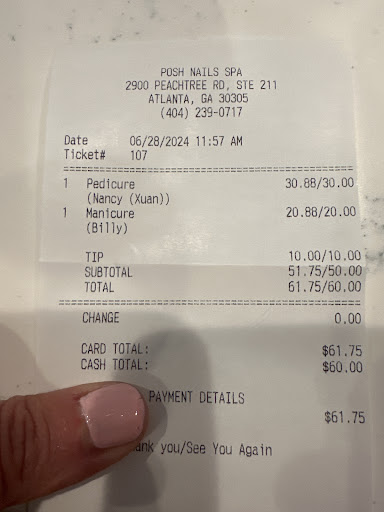 POSH NAILS SPA
2900 PEACHTREE RD, STE 211
ATLANTA, GA 30305
(404) 239-0717
Date 06/28/2024 11:57 AM
Ticket# 107
1 Pedicure 30.88/30.00
(Nancy (Xuan))
1 Manicure 20.88/20.00
(Billy)
TIP 10.00/10.00
SUBTOTAL 51.75/50.00
TOTAL 61.75/60.00
CHANGE 0.00
CARD TOTAL: $61.75
CASH TOTAL: $60.00
PAYMENT DETAILS
$61.75
you/See You Again